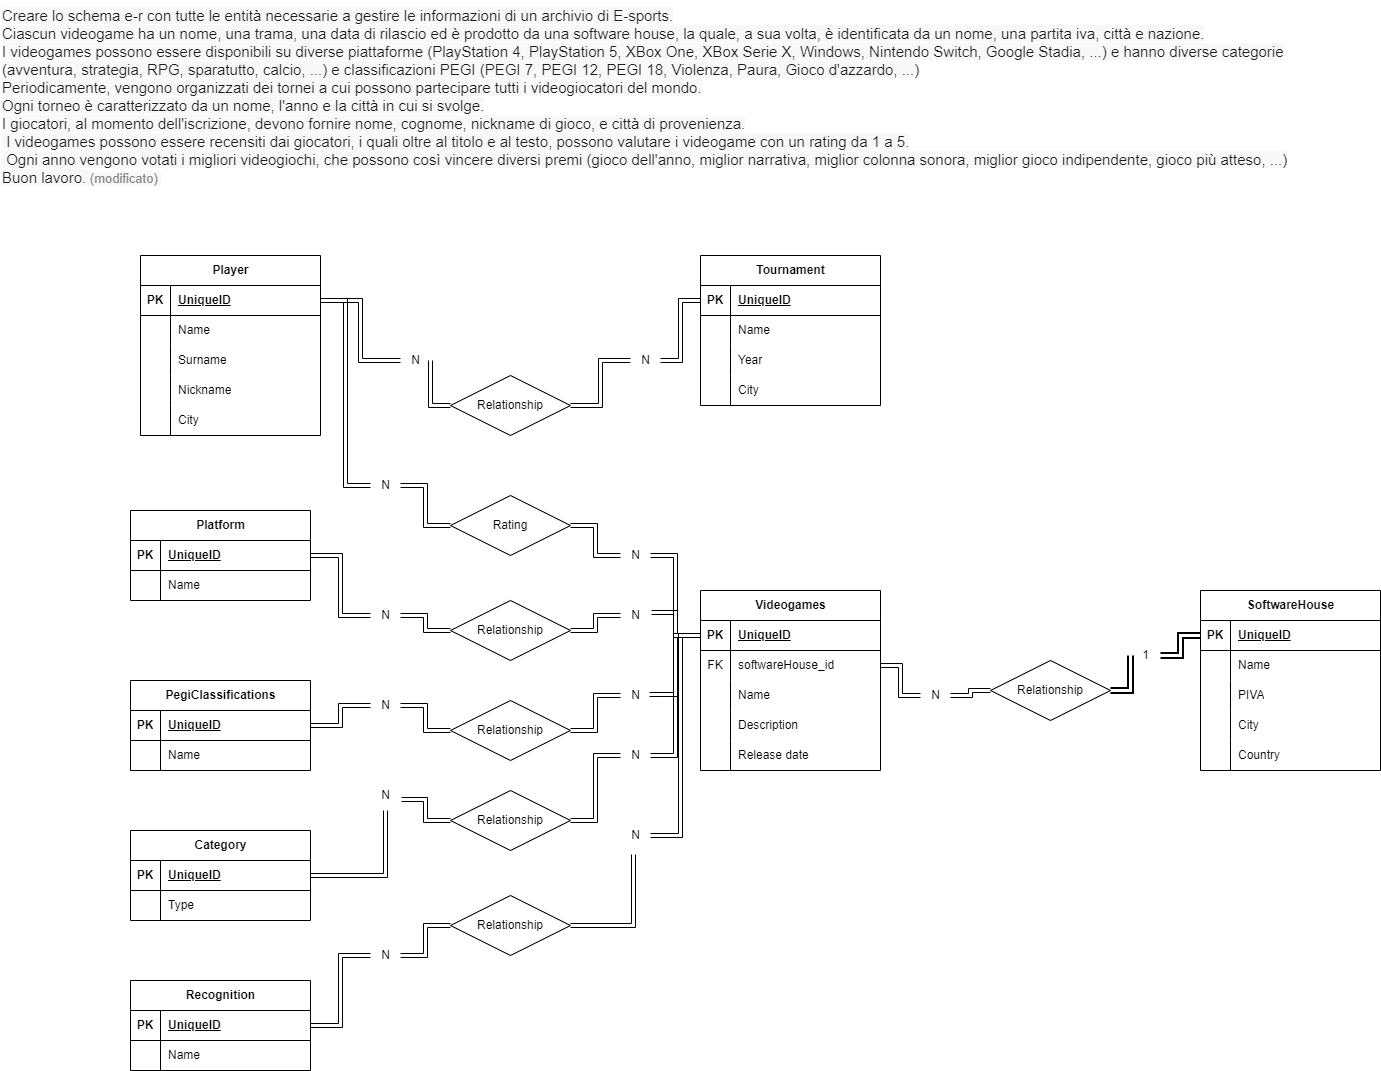 Creare lo schema e-r con tutte le entità necessarie a gestire le informazioni di un archivio di E-sports.
Ciascun videogame ha un nome, una trama, una data di rilascio ed è prodotto da una software house, la quale, a sua volta, è identificata da un nome, una partita iva, città e nazione.
I videogames possono essere disponibili su diverse piattaforme (PlayStation 4, PlayStation 5, XBox One, XBox Serie X, Windows, Nintendo Switch, Google Stadia, ...) e hanno diverse categorie
(avventura, strategia, RPG, sparatutto, calcio, ...) e classificazioni PEGI (PEGI 7, PEGI 12, PEGI 18, Violenza, Paura, Gioco d'azzardo, ...)
Periodicamente, vengono organizzati dei tornei a cui possono partecipare tutti i videogiocatori del mondo.
Ogni torneo è caratterizzato da un nome, l'anno e la città in cui si svolge.
I giocatori, al momento dell'iscrizione, devono fornire nome, cognome, nickname di gioco, e città di provenienza.
I videogames possono essere recensiti dai giocatori, i quali oltre al titolo e al testo, possono valutare i videogame con un rating da 1 a 5.
Ogni anno vengono votati i migliori videogiochi, che possono così vincere diversi premi (gioco dell'anno, miglior narrativa, miglior colonna sonora, miglior gioco indipendente, gioco più atteso, ...)
Buon lavoro. (modificato)
Player
PK UniqueID
Name
Surname
Nickname
City
N
Relationship
N
Tournament
PK UniqueID
Name
Year
City
N
Rating
N
Platform
PK UniqueID
Name
N
Relationship
N
Videogames
PK UniqueID
FK softwareHouse_id
Name
Description
Release date
N
Relationship
1
SoftwareHouse
PK UniqueID
Name
PIVA
City
Country
PegiClassifications
PK UniqueID
Name
N
Relationship
N
Category
PK UniqueID
Type
N
Relationship
N
Recognition
PK UniqueID
Name
N
Relationship
N